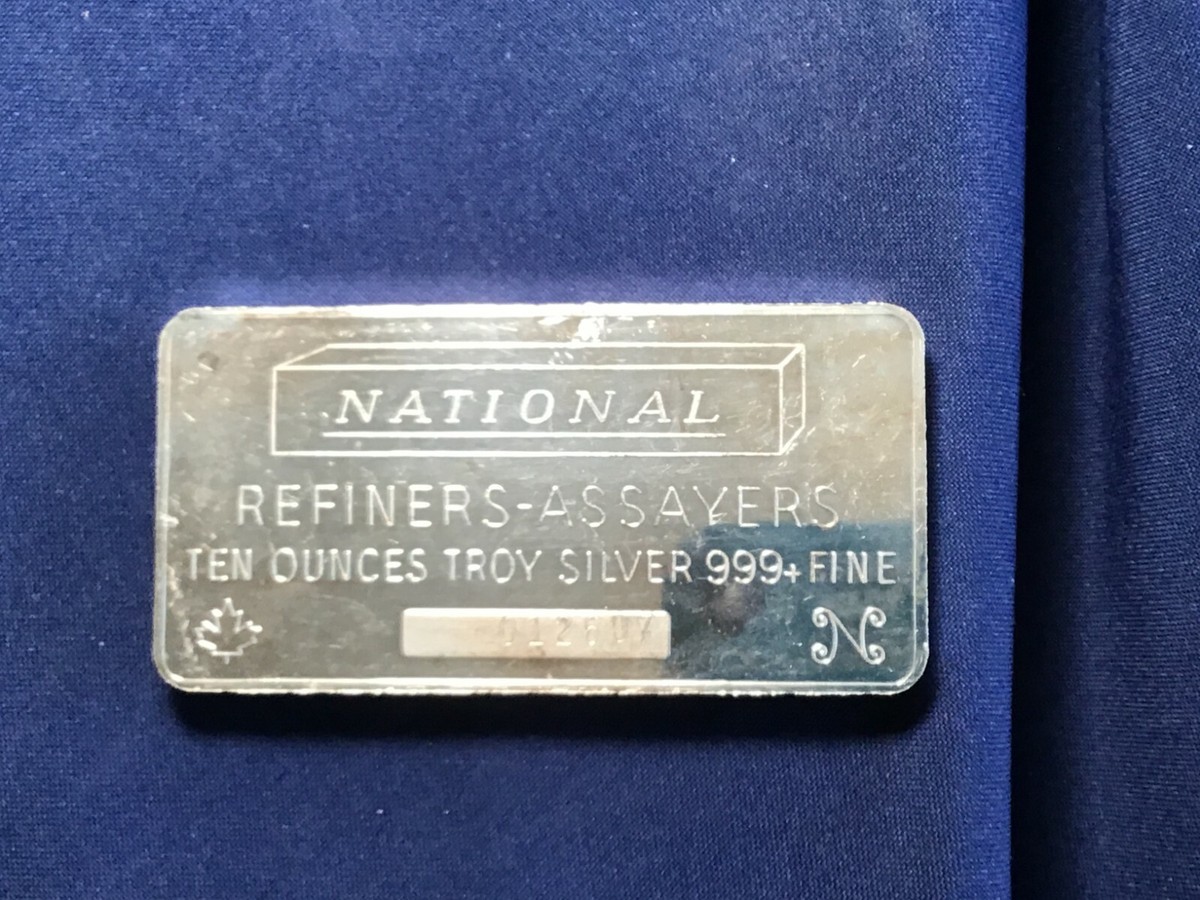 NATIONAL
REFINERS-ASSAYERS
TEN OUNCES TROY SILVER 999+ FINE
N